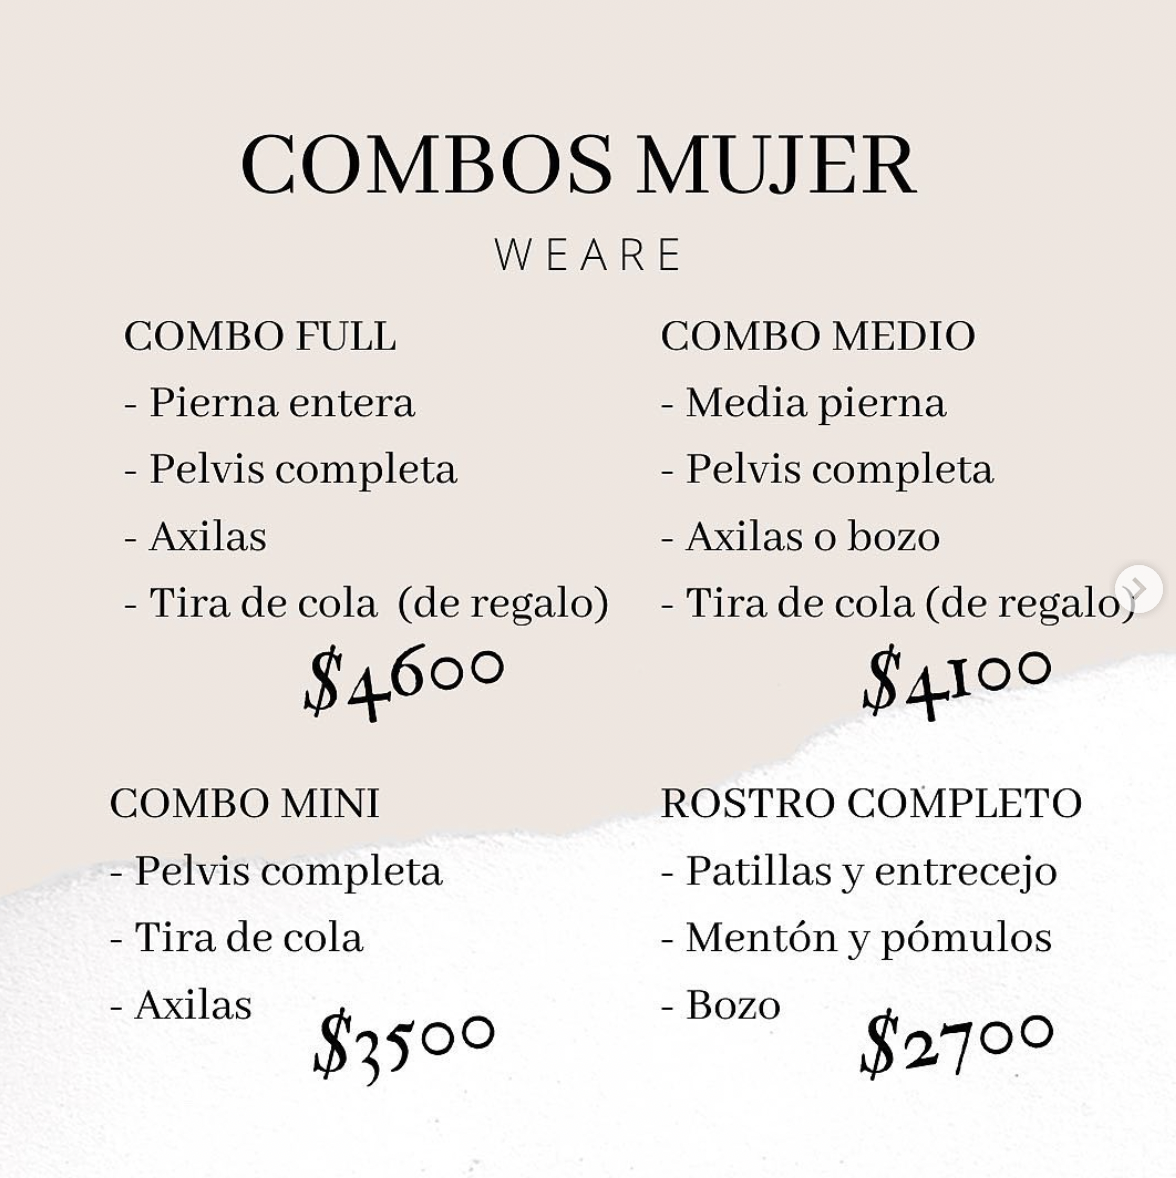 COMBOS MUJER
WEARE
COMBO FULL
- Pierna entera
- Pelvis completa
- Axilas
- Tira de cola (de regalo)
$4600
COMBO MEDIO
- Media pierna
- Pelvis completa
- Axilas o bozo
- Tira de cola (de regalo)
$4100
COMBO MINI
- Pelvis completa
- Tira de cola
- Axilas
$3500
ROSTRO COMPLETO
- Patillas y entrecejo
- Mentón y pómulos
- Bozo
$2700